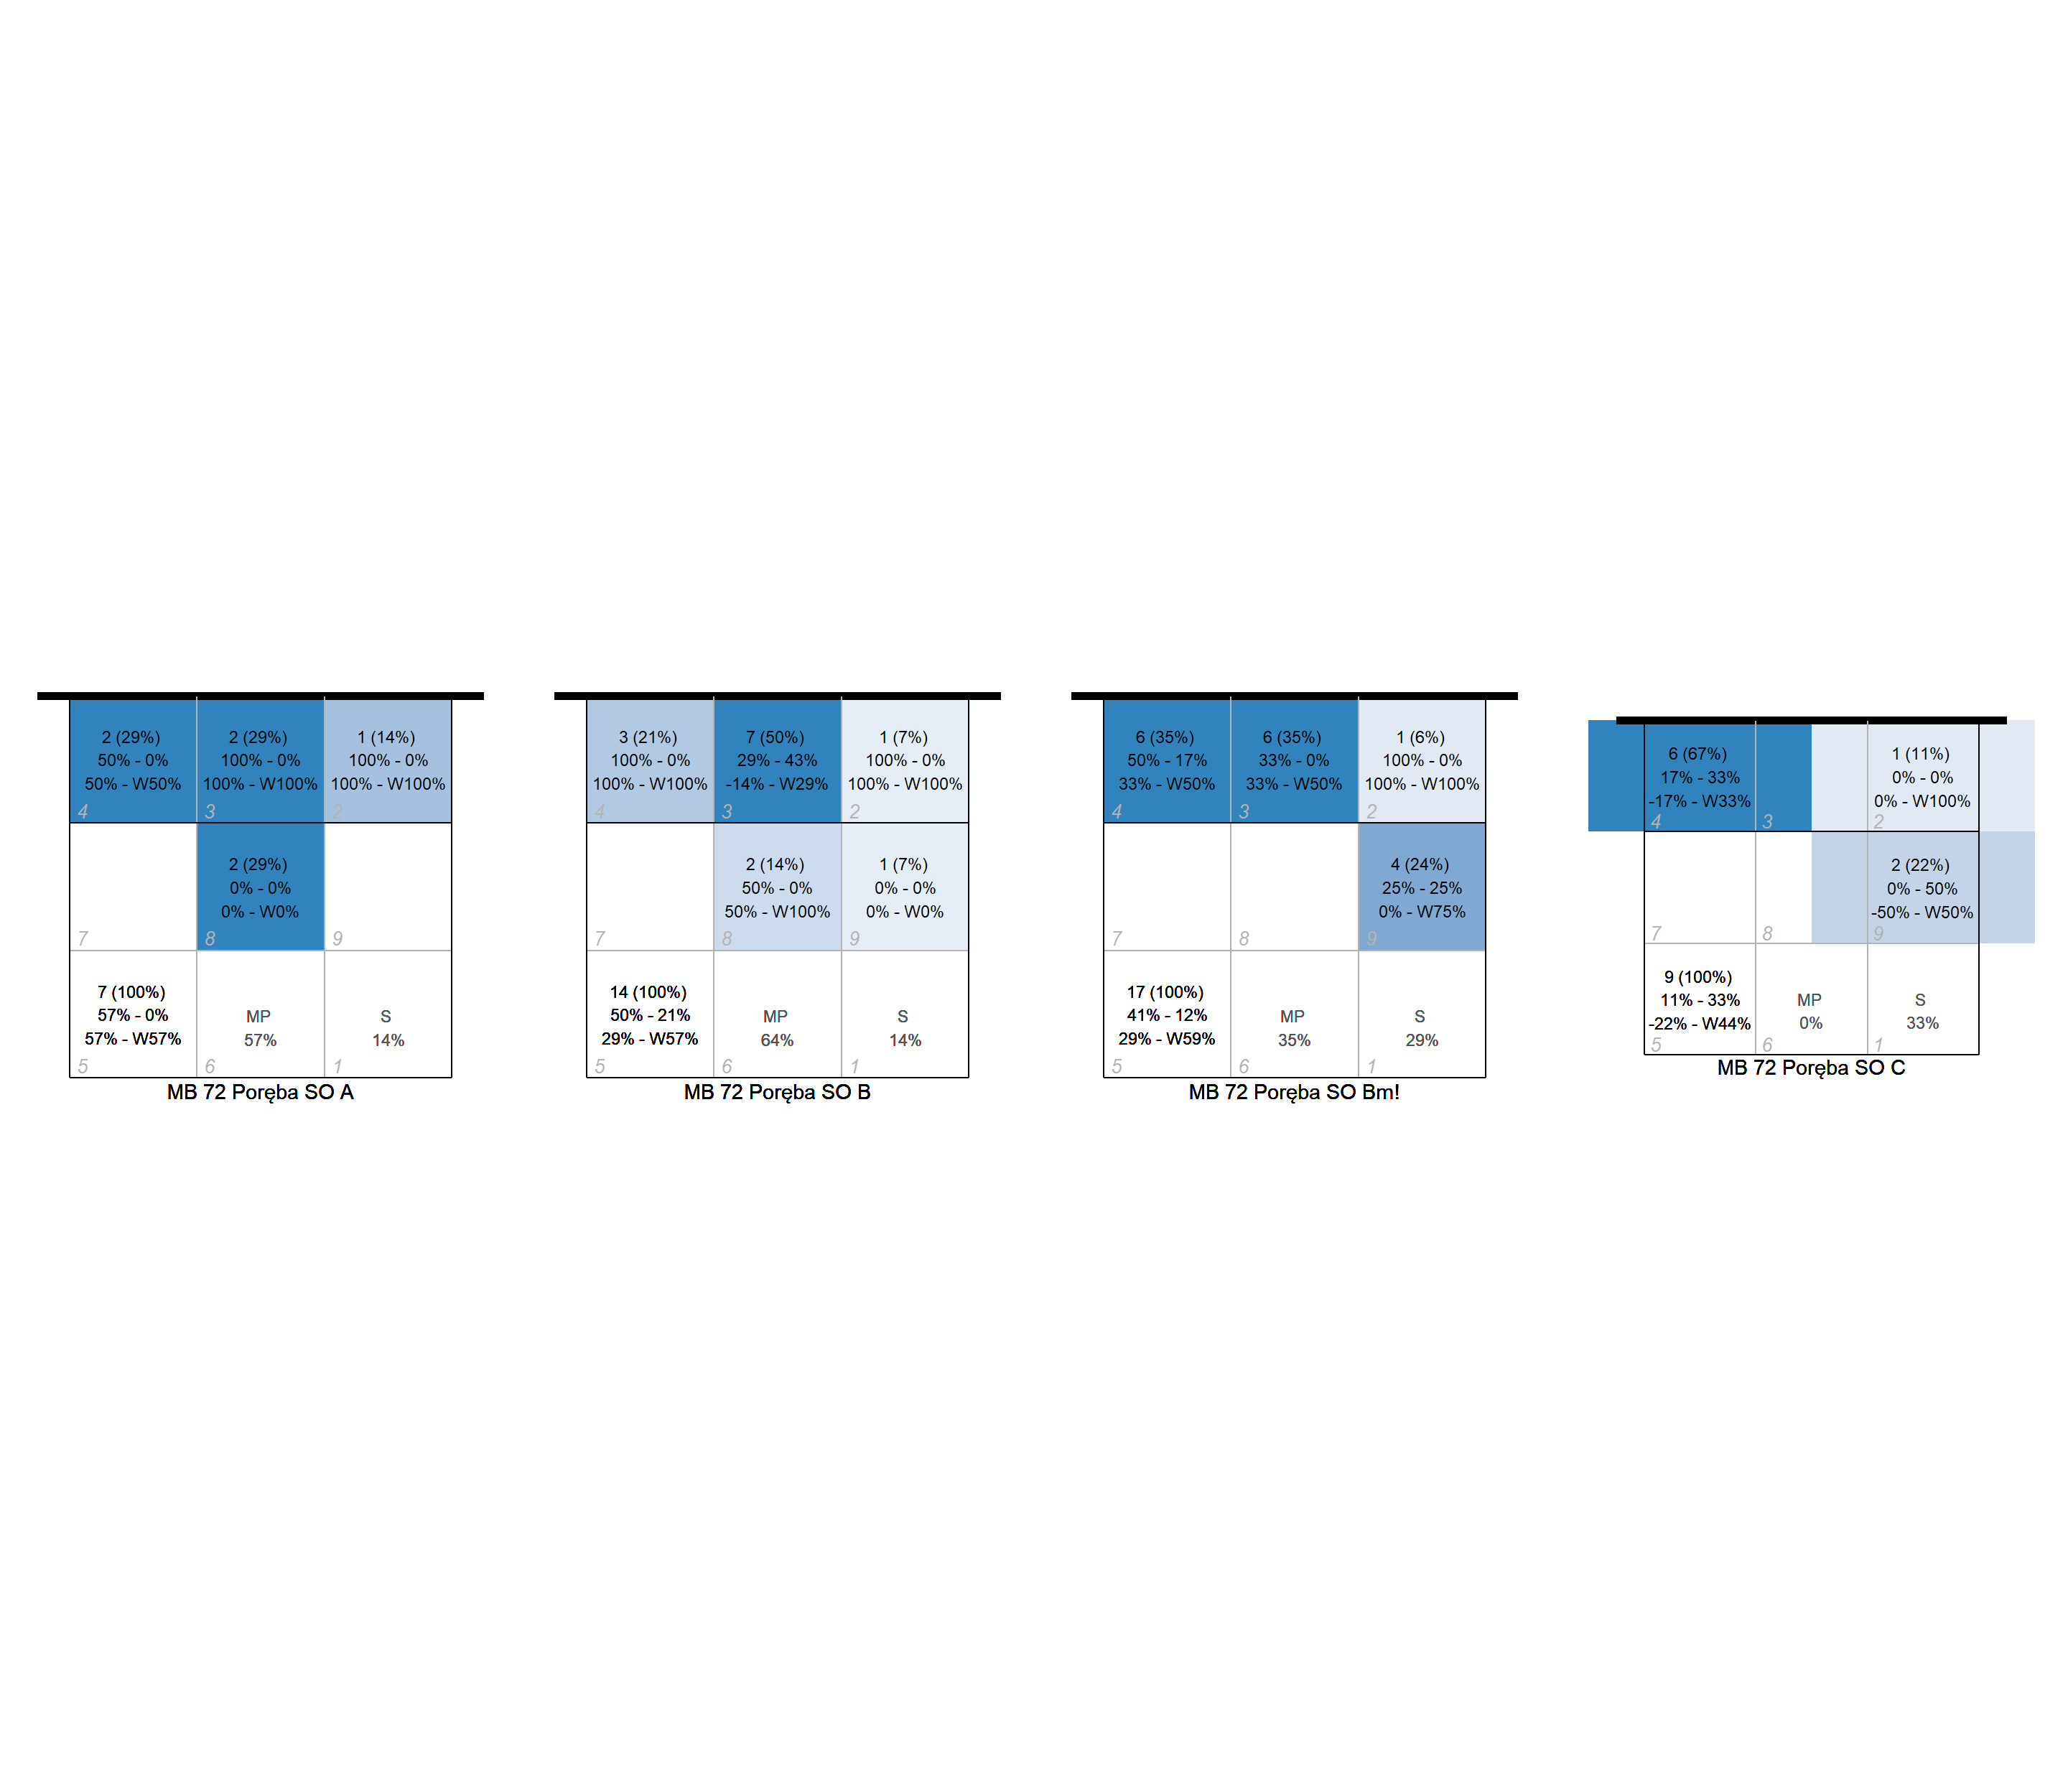 2 (29%)
50% - 0%
50% - W50%
4
2 (29%)
100% - 0%
100% - W100%
3
1 (14%)
100% - 0%
100% - W100%
2
7
2 (29%)
0% - 0%
0% - W0%
8
9
7 (100%)
57% - 0%
57% - W57%
5
MP
57%
6
S
14%
1
MB 72 Poręba SO A
3 (21%)
100% - 0%
100% - W100%
4
7 (50%)
29% - 43%
-14% - W29%
3
1 (7%)
100% - 0%
100% - W100%
2
7
2 (14%)
50% - 0%
50% - W100%
8
1 (7%)
0% - 0%
0% - W0%
9
14 (100%)
50% - 21%
29% - W57%
5
MP
64%
6
S
14%
1
MB 72 Poręba SO B
6 (35%)
50% - 17%
33% - W50%
4
6 (35%)
33% - 0%
33% - W50%
3
1 (6%)
100% - 0%
100% - W100%
2
7
8
4 (24%)
25% - 25%
0% - W75%
9
17 (100%)
41% - 12%
29% - W59%
5
MP
35%
6
S
29%
1
MB 72 Poręba SO Bm!
6 (67%)
17% - 33%
-17% - W33%
4
3
1 (11%)
0% - 0%
0% - W100%
2
7
8
2 (22%)
0% - 50%
-50% - W50%
9
9 (100%)
11% - 33%
-22% - W44%
5
MP
0%
6
S
33%
1
MB 72 Poręba SO C